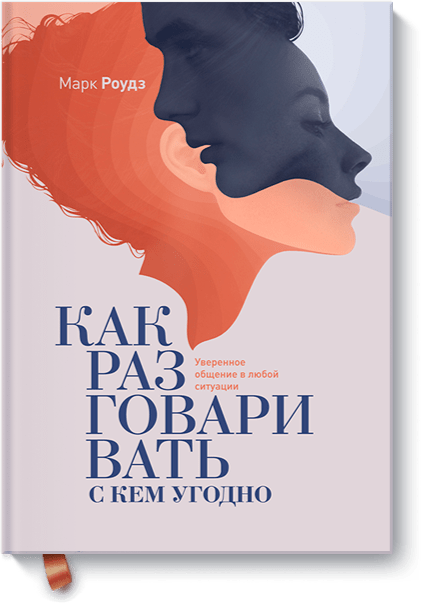 Марк Роудз
КАК
РАЗ
ГОВАРИ
ВАТЬ
С КЕМ УГОДНО
Уверенное
общение в любой
ситуации